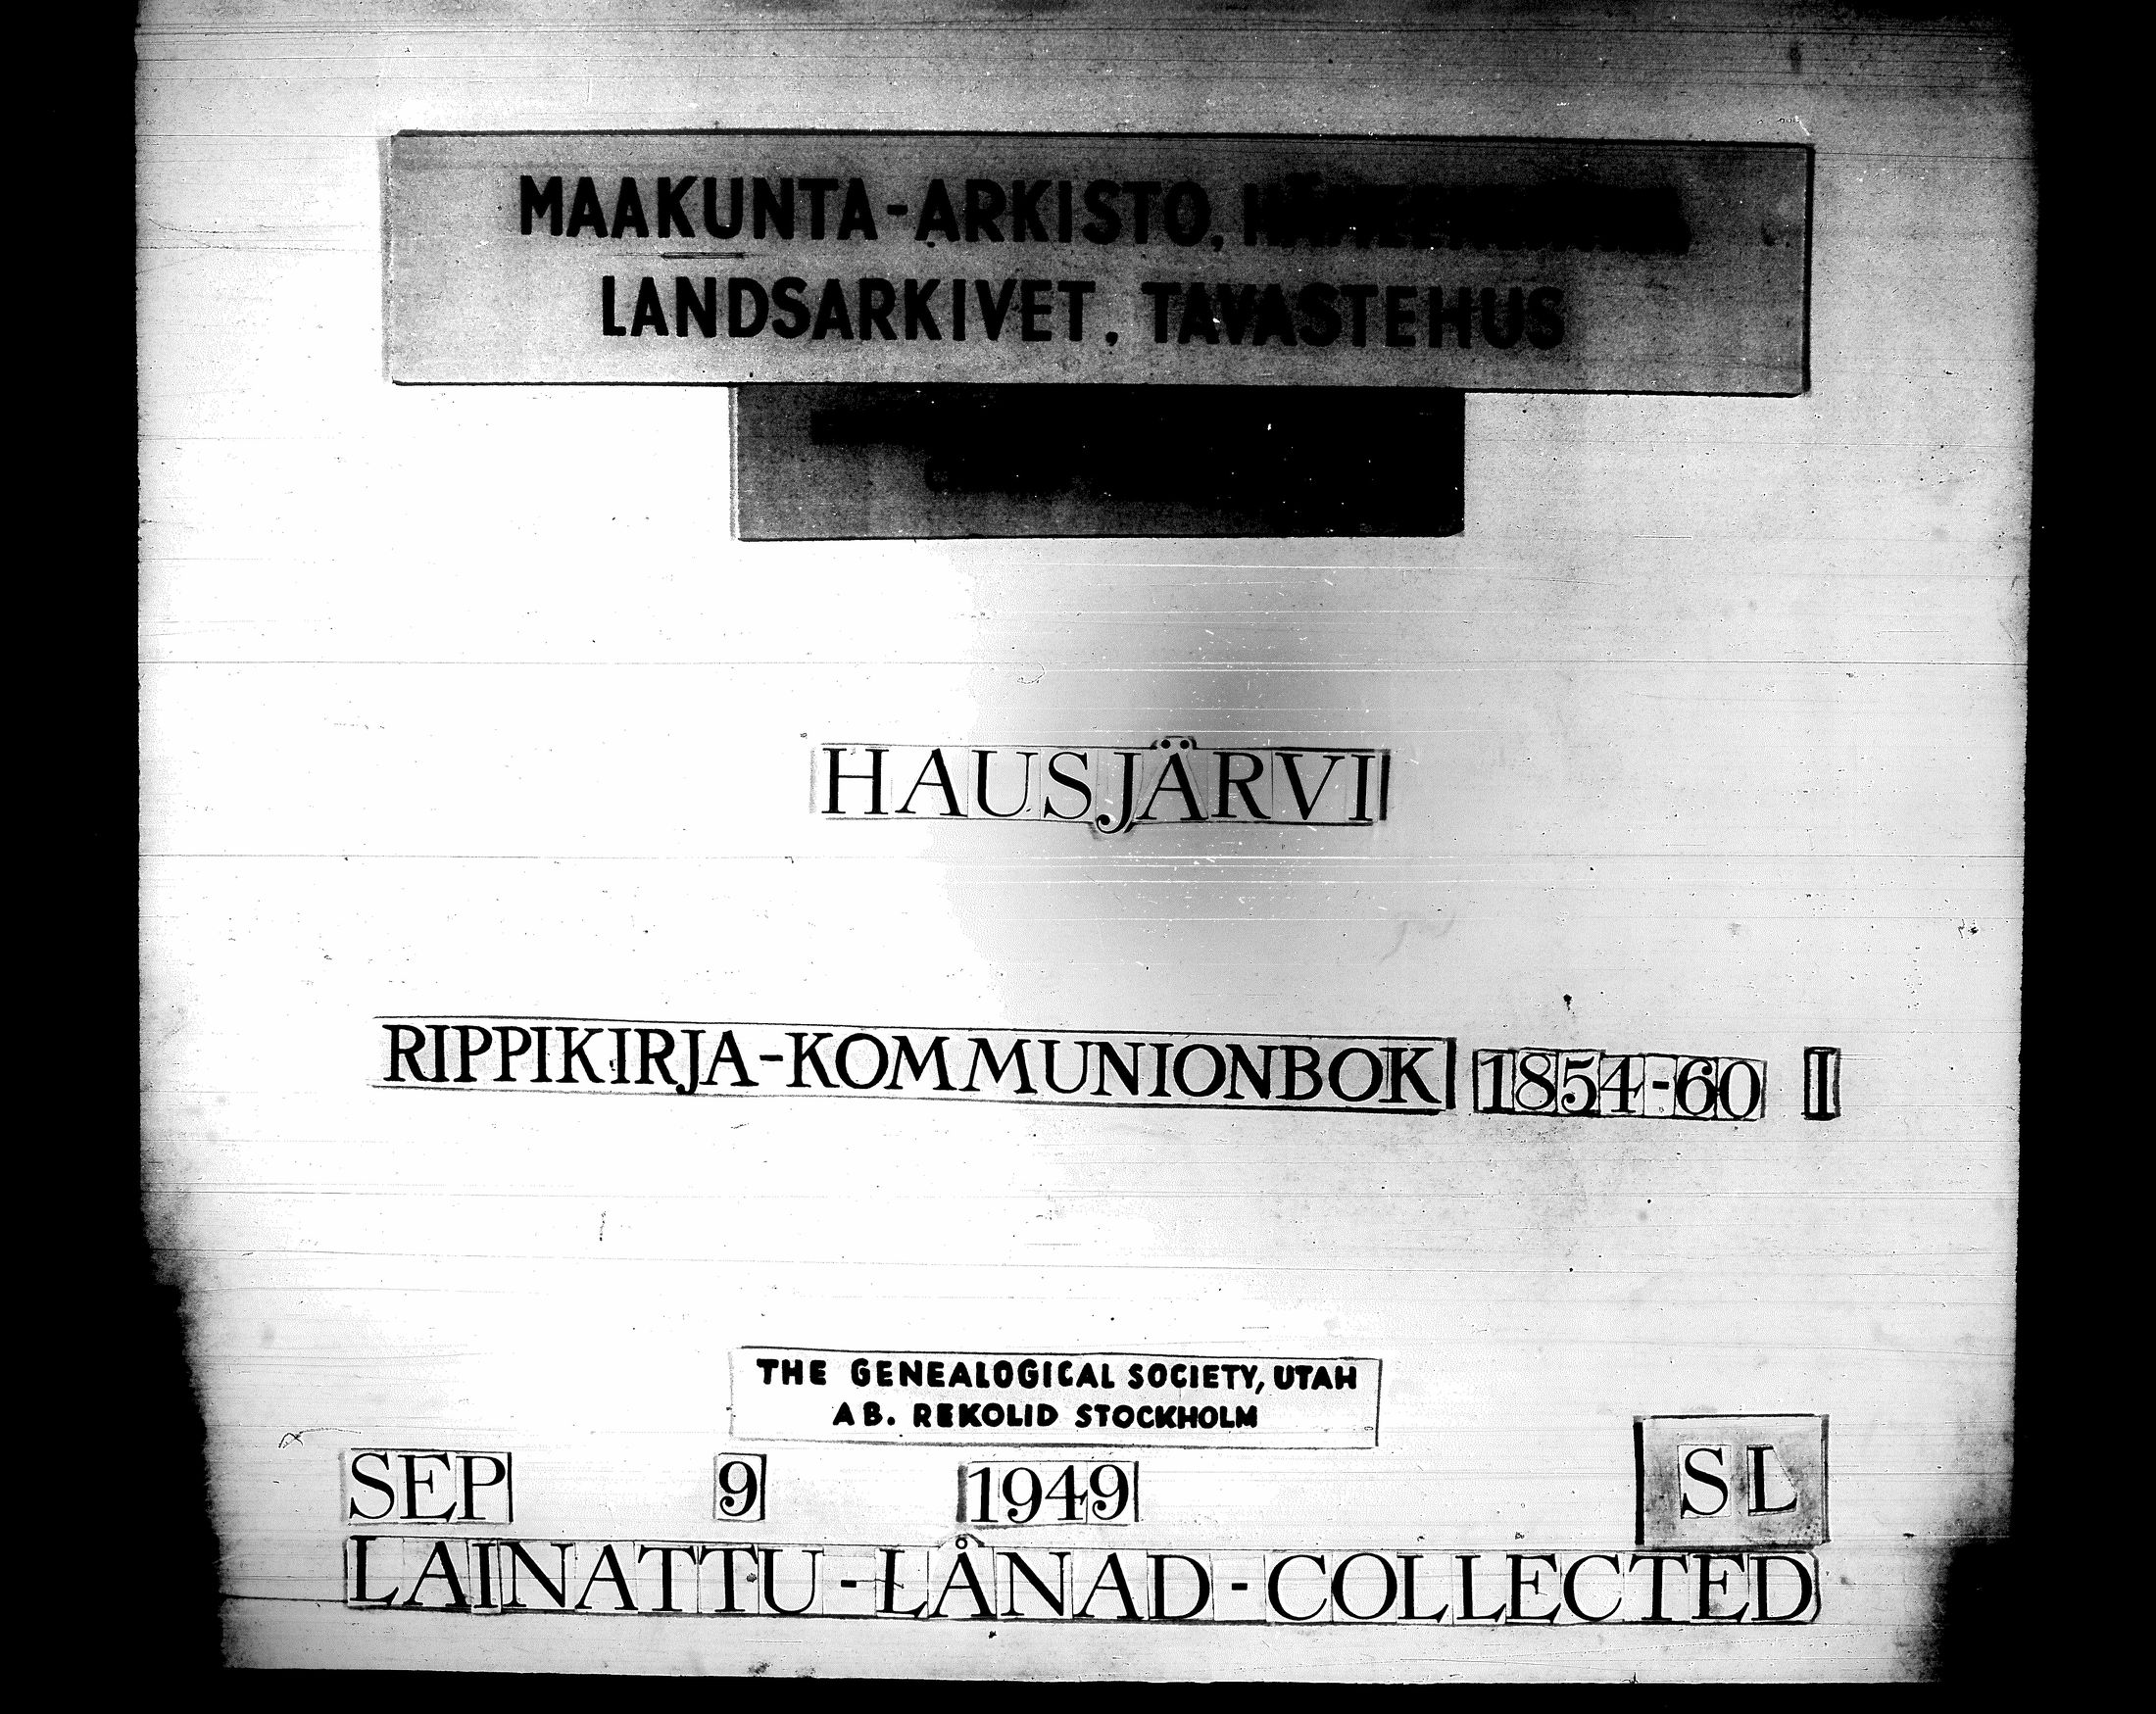 MAAKUNTA-ARKISTO,
LANDSARKIVET, TAVASTEHUS
HAUSJÄRVI
RIPPIKIRJA-KOMMUNIONBOK 1854-60 II
THE GENEALOGICAL SOCIETY, UTAH
AB. REKOLID STOCKHOLM
SEP 9 1949 SL
LAINATTU-LÅNAD-COLLECTED